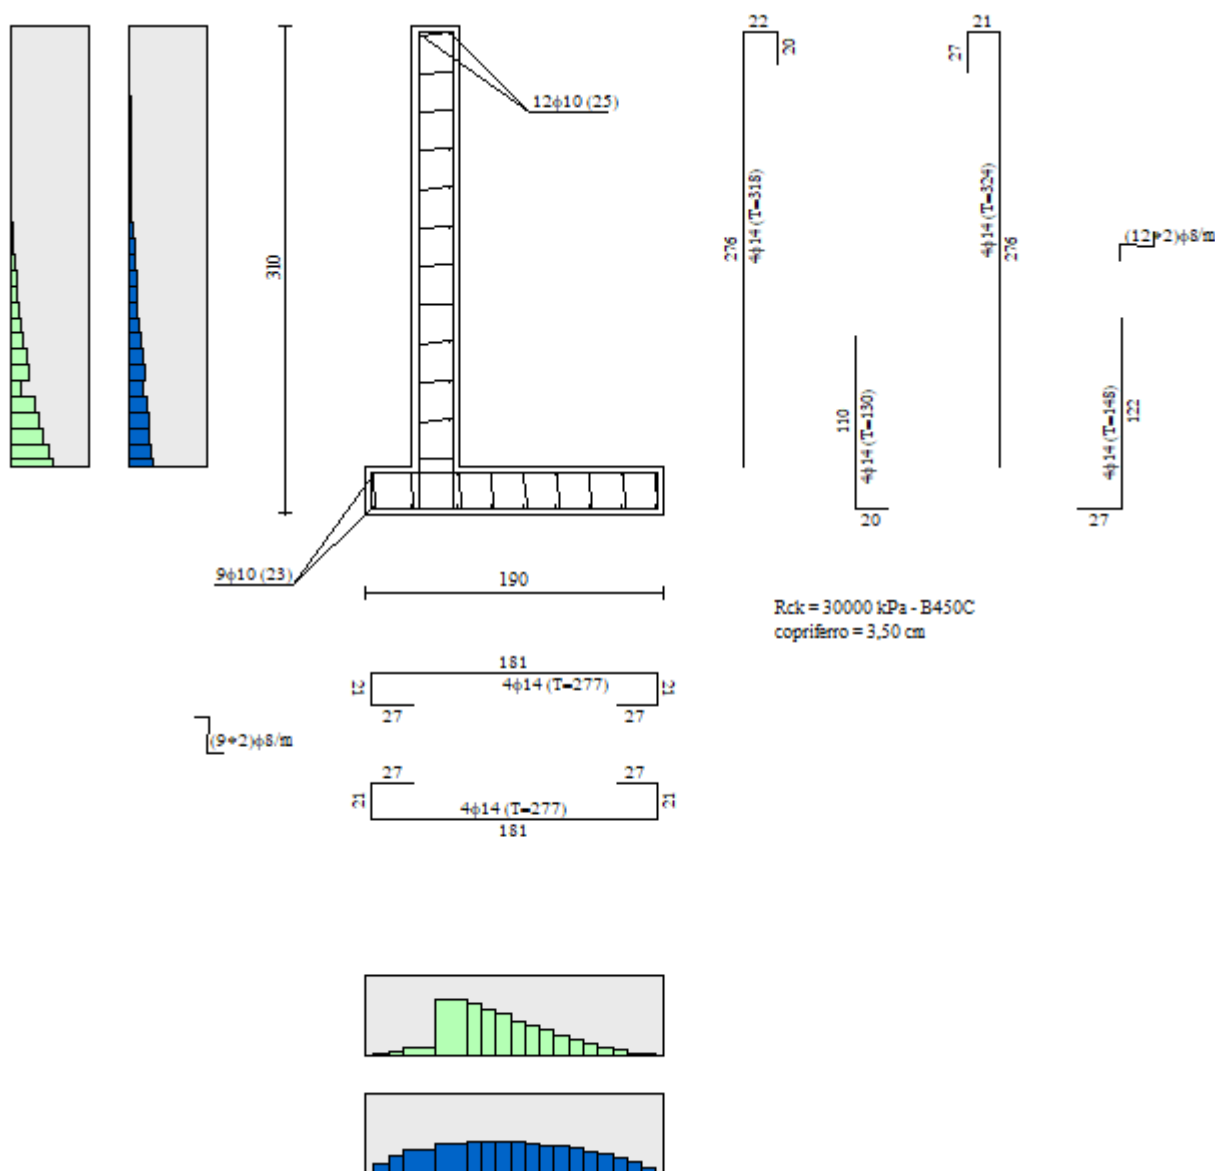 22
20
21
27
12ϕ10 (25)
310
276
4ϕ14 (T=318)
4ϕ14 (T=324)
276
(12*2)ϕ8/m
110
4ϕ14 (T=130)
20
4ϕ14 (T=148)
122
27
9ϕ10 (23)
190
Rck = 30000 kPa - B450C
copriferro = 3,50 cm
181
21
4ϕ14 (T=277)
21
27
27
(9*2)ϕ8/m
27
27
21
4ϕ14 (T=277)
21
181